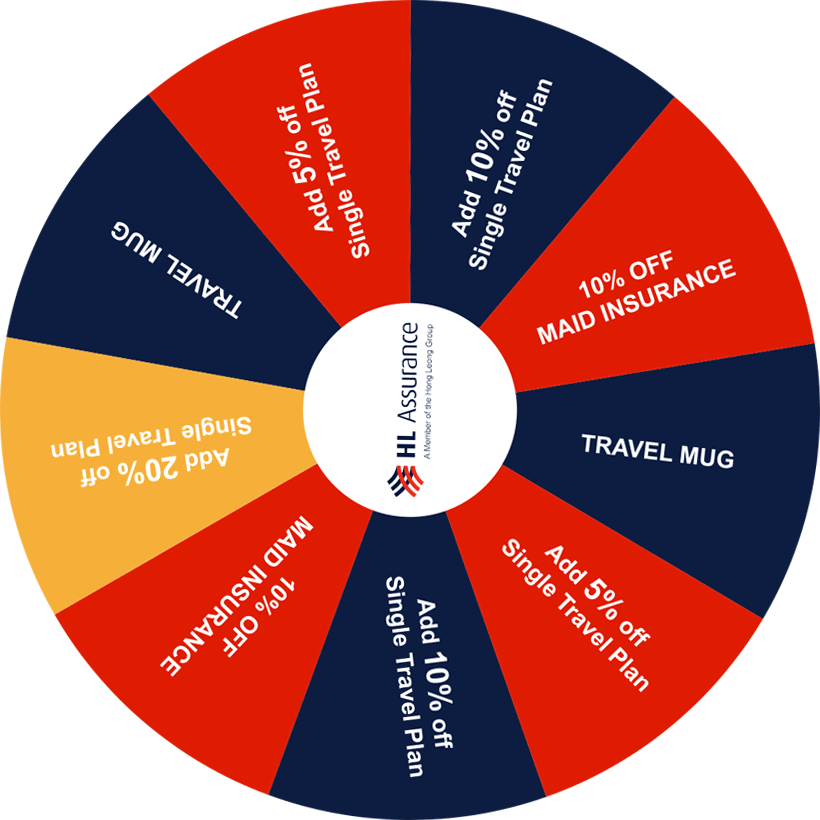 Add 10% off
Single Travel Plan
10% OFF
MAID INSURANCE
TRAVEL MUG
Add 5% off
Single Travel Plan
Add 10% off
Single Travel Plan
10% OFF
MAID INSURANCE
Add 20% off
Single Travel Plan
TRAVEL MUG
Add 5% off
Single Travel Plan
HL Assurance
A Member of the Hong Leong Group